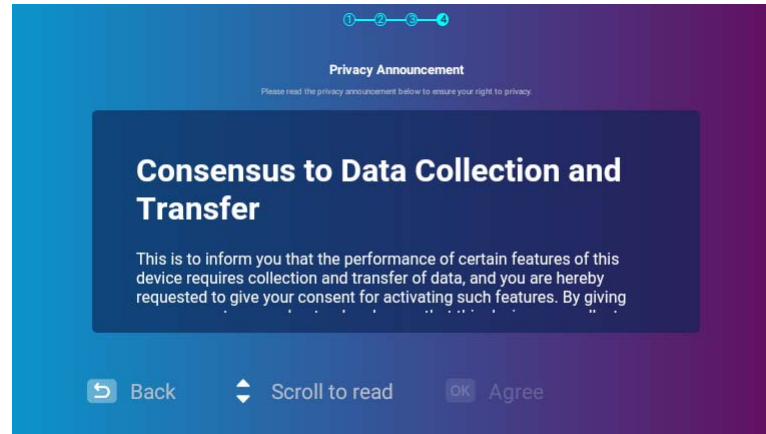 ① ② ③ ④
Privacy Announcement
Please read the privacy announcement below to ensure your right to privacy.
Consensus to Data Collection and
Transfer
This is to inform you that the performance of certain features of this
device requires collection and transfer of data, and you are hereby
requested to give your consent for activating such features. By giving
Back Scroll to read OK Agree